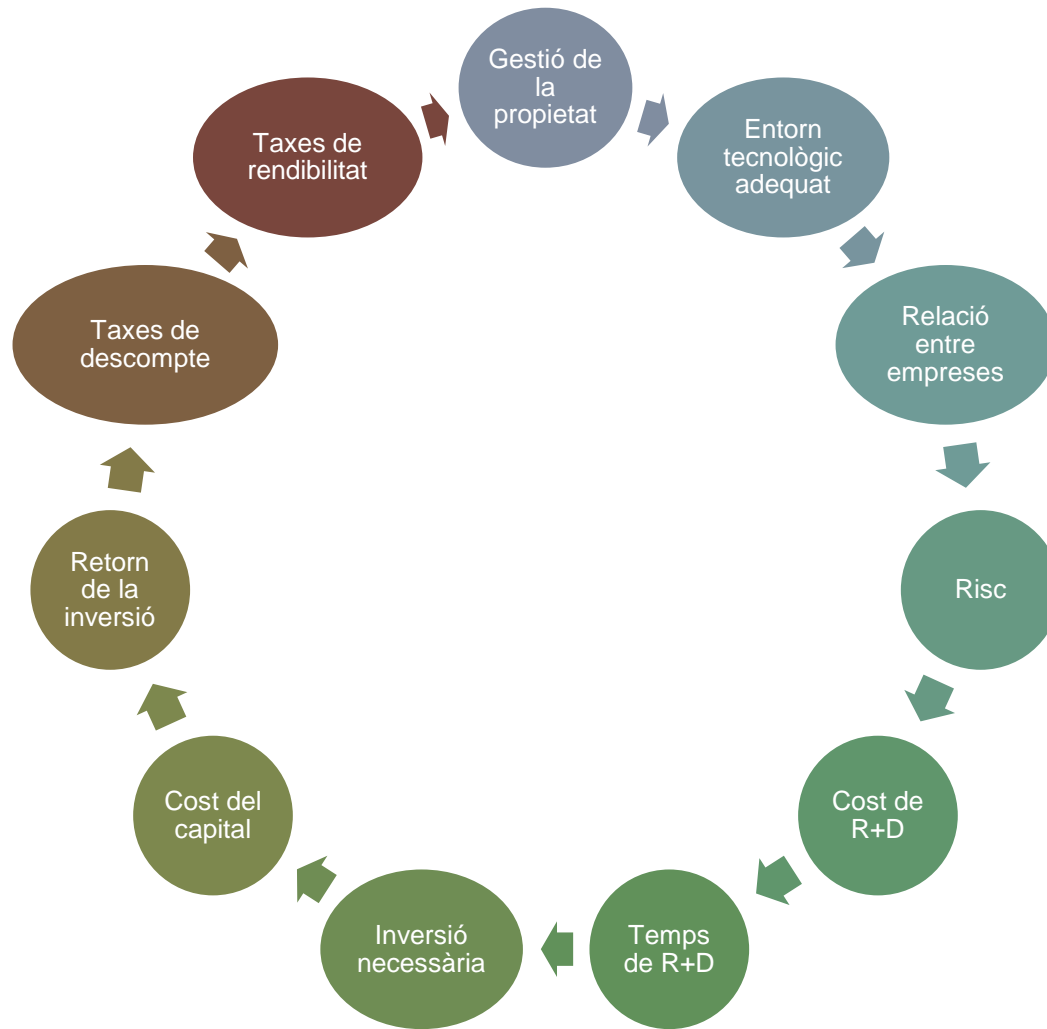 Gestió de
la
propietat
Entorn
tecnològic
adequat
Relació
entre
empreses
Risc
Cost de
R+D
Temps
de R+D
Inversió
necessària
Cost del
capital
Retorn
de la
inversió
Taxes de
descompte
Taxes de
rendibilitat